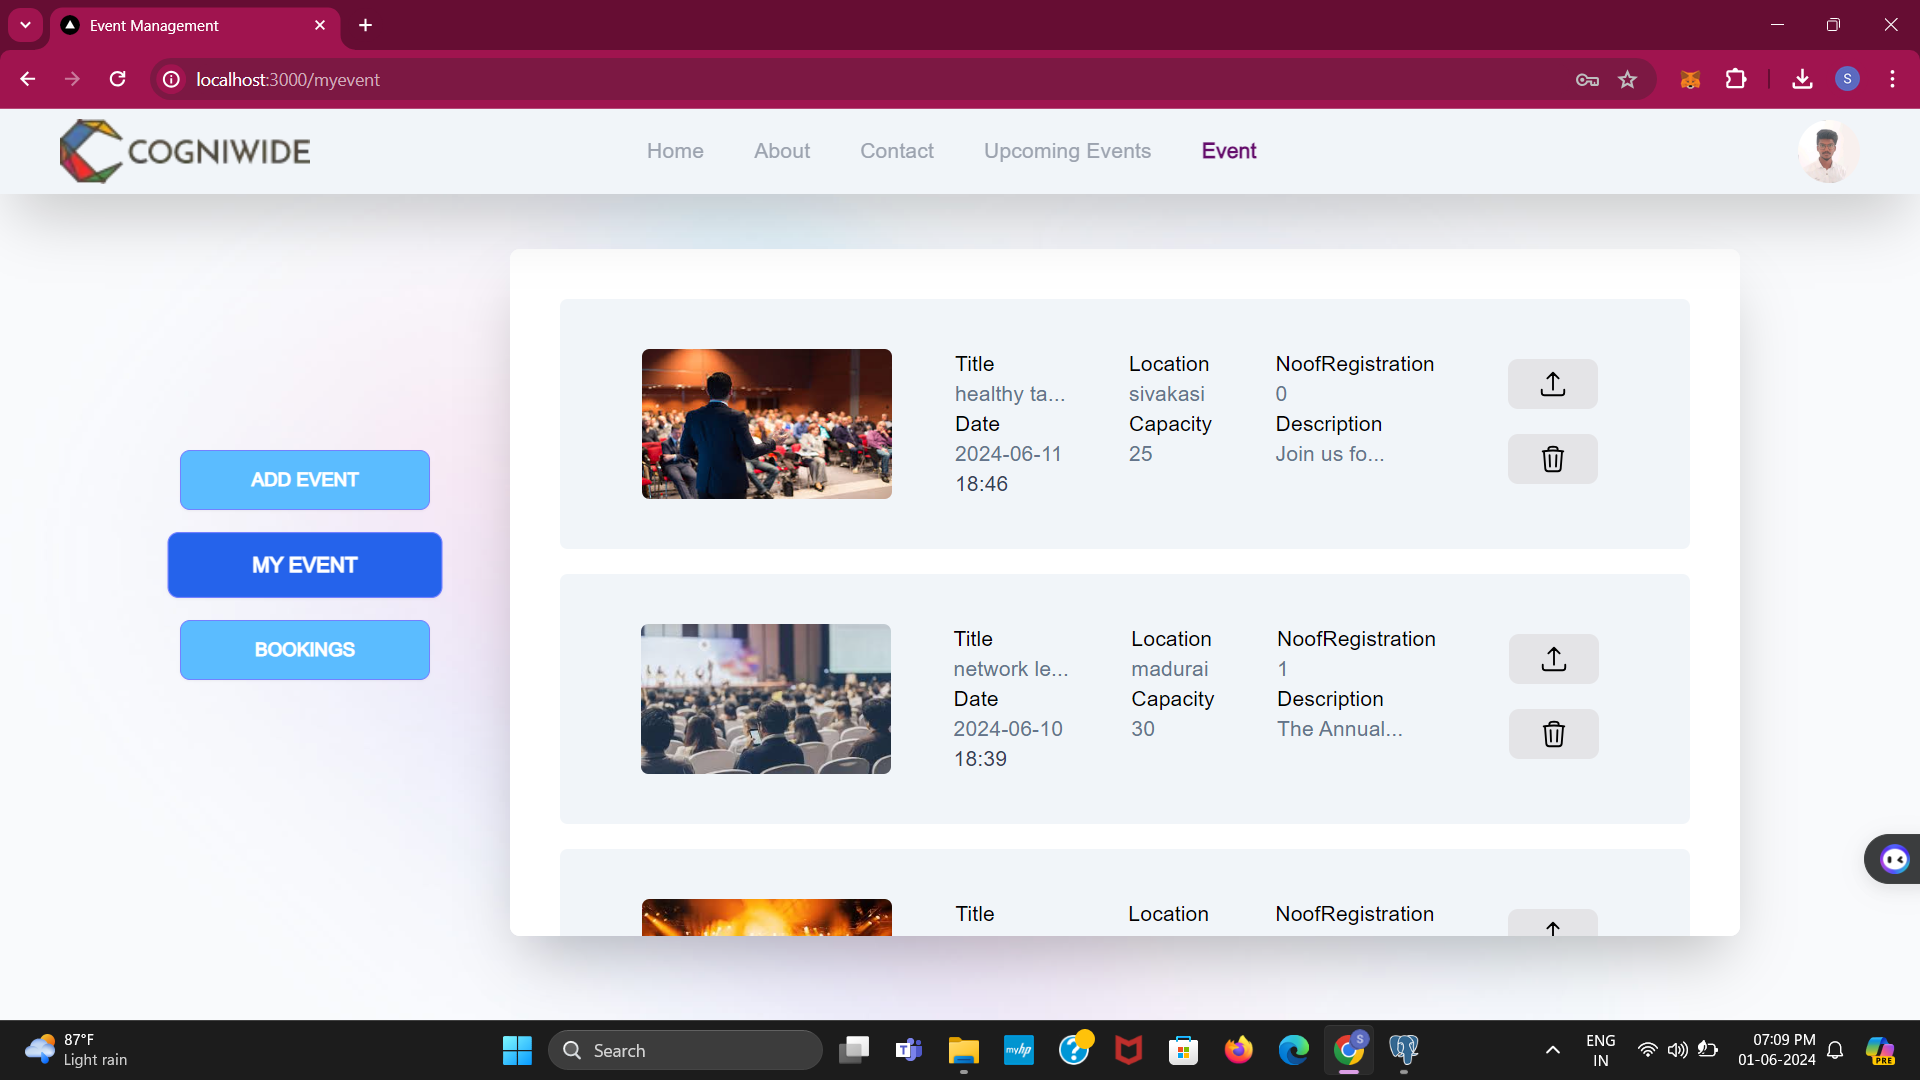 Event Management
localhost:3000/myevent
S
COGNIWIDE
Home
About
Contact
Upcoming Events
Event
ADD EVENT
MY EVENT
BOOKINGS
Title
healthy ta...
Date
2024-06-11
18:46
Location
sivakasi
Capacity
25
NoofRegistration
0
Description
Join us fo...
Title
network le...
Date
2024-06-10
18:39
Location
madurai
Capacity
30
NoofRegistration
1
Description
The Annual...
Title
Location
NoofRegistration
87°F
Light rain
Search
T
myhp
?
S
ENG
IN
07:09 PM
01-06-2024
PRE